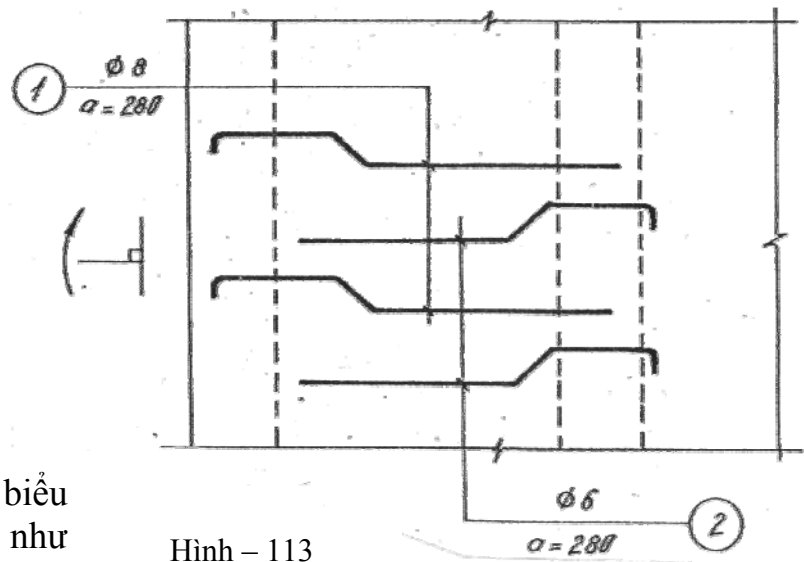 1
ϕ 8
a = 280
biểu
như
Hình – 113
ϕ 6
a = 280
2